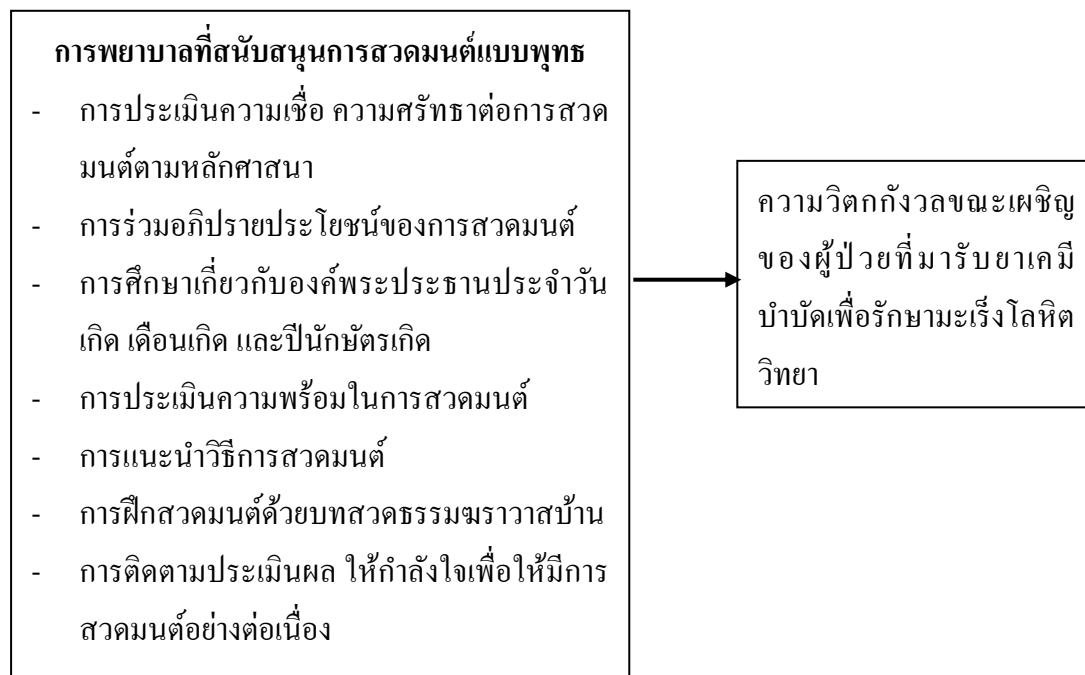 การพยาบาลที่สนับสนุนการสวดมนต์แบบพุทธ
- การประเมินความเชื่อ ความศรัทธาต่อการสวด
มนต์ตามหลักศาสนา
- การร่วมอภิปรายประโยชน์ของการสวดมนต์
- การศึกษาเกี่ยวกับองค์พระประธานประจำวัน
เกิด เดือนเกิด และปีนักษัตรเกิด
- การประเมินความพร้อมในการสวดมนต์
- การแนะนำวิธีการสวดมนต์
- การฝึกสวดมนต์ด้วยบทสวดธรรมฆราวาสบ้าน
- การติดตามประเมินผล ให้กำลังใจเพื่อให้มีการ
สวดมนต์อย่างต่อเนื่อง
ความวิตกกังวลขณะเผชิญ
ของผู้ป่วยที่มารับยาเคมี
บำบัดเพื่อรักษามะเร็งโลหิต
วิทยา